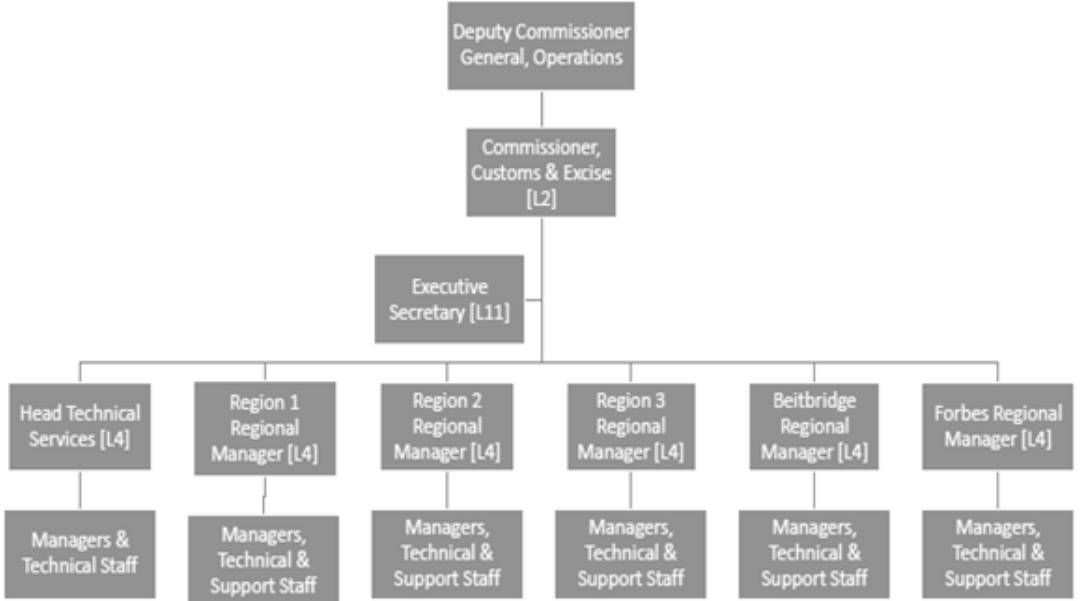 Deputy Commissioner
General, Operations
Commissioner,
Customs & Excise
[L2]
Executive
Secretary [L11]
Head Technical
Services [L4]
Region 1
Regional
Manager [L4]
Region 2
Regional
Manager [L4]
Region 3
Regional
Manager [L4]
Beitbridge
Regional
Manager [L4]
Forbes Regional
Manager [L4]
Managers &
Technical Staff
Managers,
Technical &
Support Staff
Managers,
Technical &
Support Staff
Managers,
Technical &
Support Staff
Managers,
Technical &
Support Staff
Managers,
Technical &
Support Staff